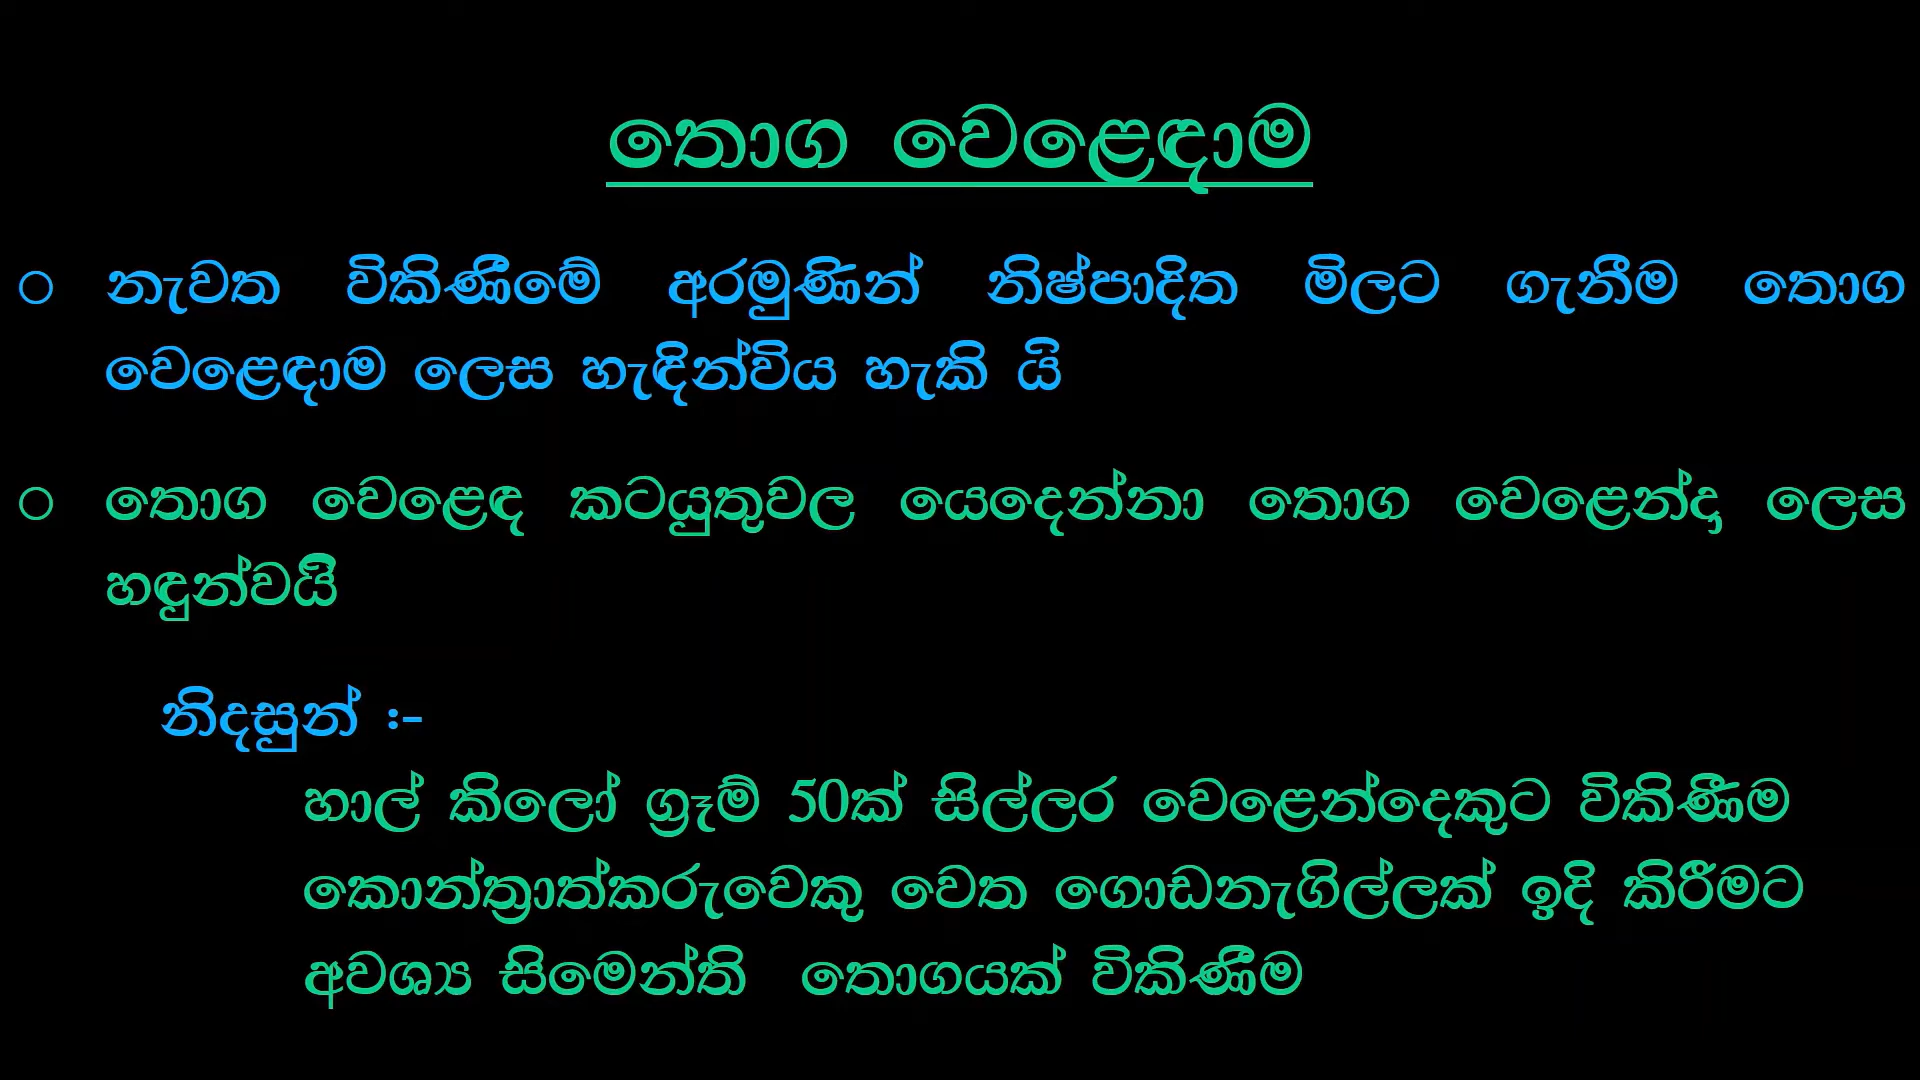 තොග වෙළෙඳාම
○ නැවත විකිණීමේ අරමුණින් නිෂ්පාදිත මිලට ගැනීම තොග
වෙළෙඳාම ලෙස හැඳින්විය හැකි යි
○ තොග වෙළෙඳ කටයුතුවල යෙදෙන්නා තොග වෙළෙන්දා ලෙස
හඳුන්වයි
නිදසුන් :-
හාල් කිලෝ ග්‍රෑම් 50ක් සිල්ලර වෙළෙන්දෙකුට විකිණීම
කොන්ත්‍රාත්කරුවෙකු වෙත ගොඩනැගිල්ලක් ඉදි කිරීමට
අවශ්‍ය සිමෙන්ති තොගයක් විකිණීම